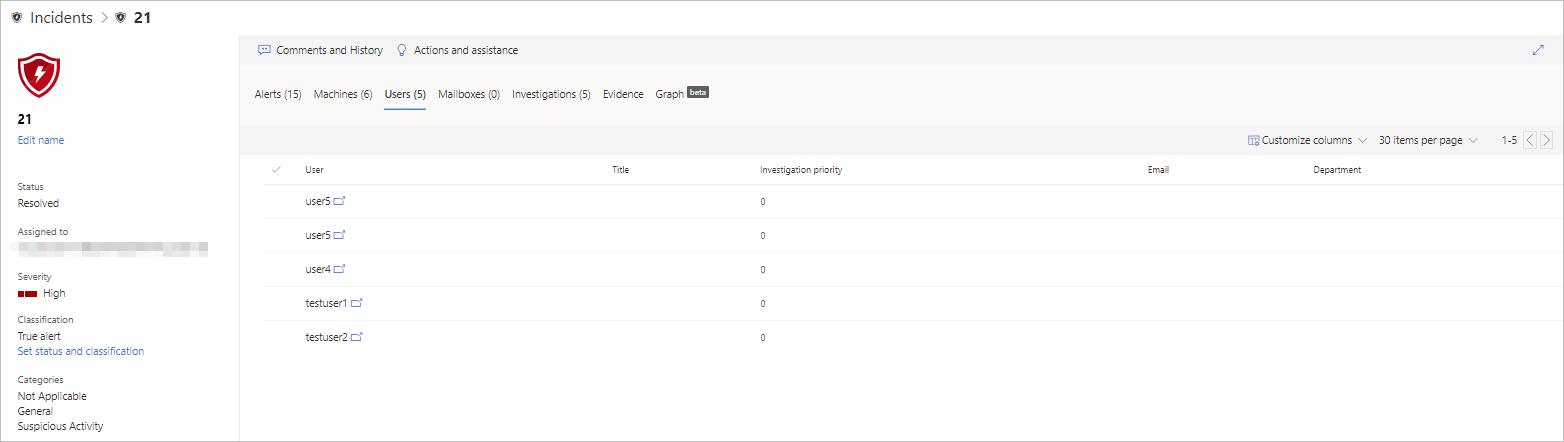 Incidents > 21
21
Edit name
Status
Resolved
Assigned to
Severity
High
Classification
True alert
Set status and classification
Categories
Not Applicable
General
Suspicious Activity
Comments and History Actions and assistance
Alerts (15) Machines (6) Users (5) Mailboxes (0) Investigations (5) Evidence Graph beta
Customize columns 30 items per page 1-5
User Title Investigation priority Email Department
user5 0
user5 0
user4 0
testuser1 0
testuser2 0